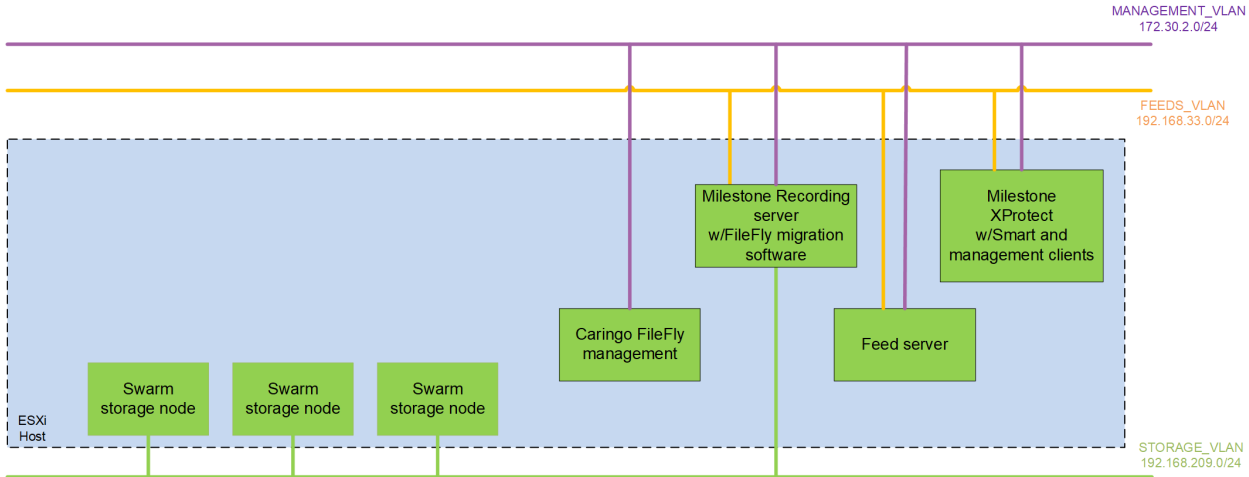 MANAGEMENT_VLAN
172.30.2.0/24
FEEDS_VLAN
192.168.33.0/24
Milestone Recording
server
w/FileFly migration
software
Milestone
XProtect
w/Smart and
management clients
Caringo FileFly
management
Feed server
Swarm
storage node
Swarm
storage node
Swarm
storage node
ESXi
Host
STORAGE_VLAN
192.168.209.0/24